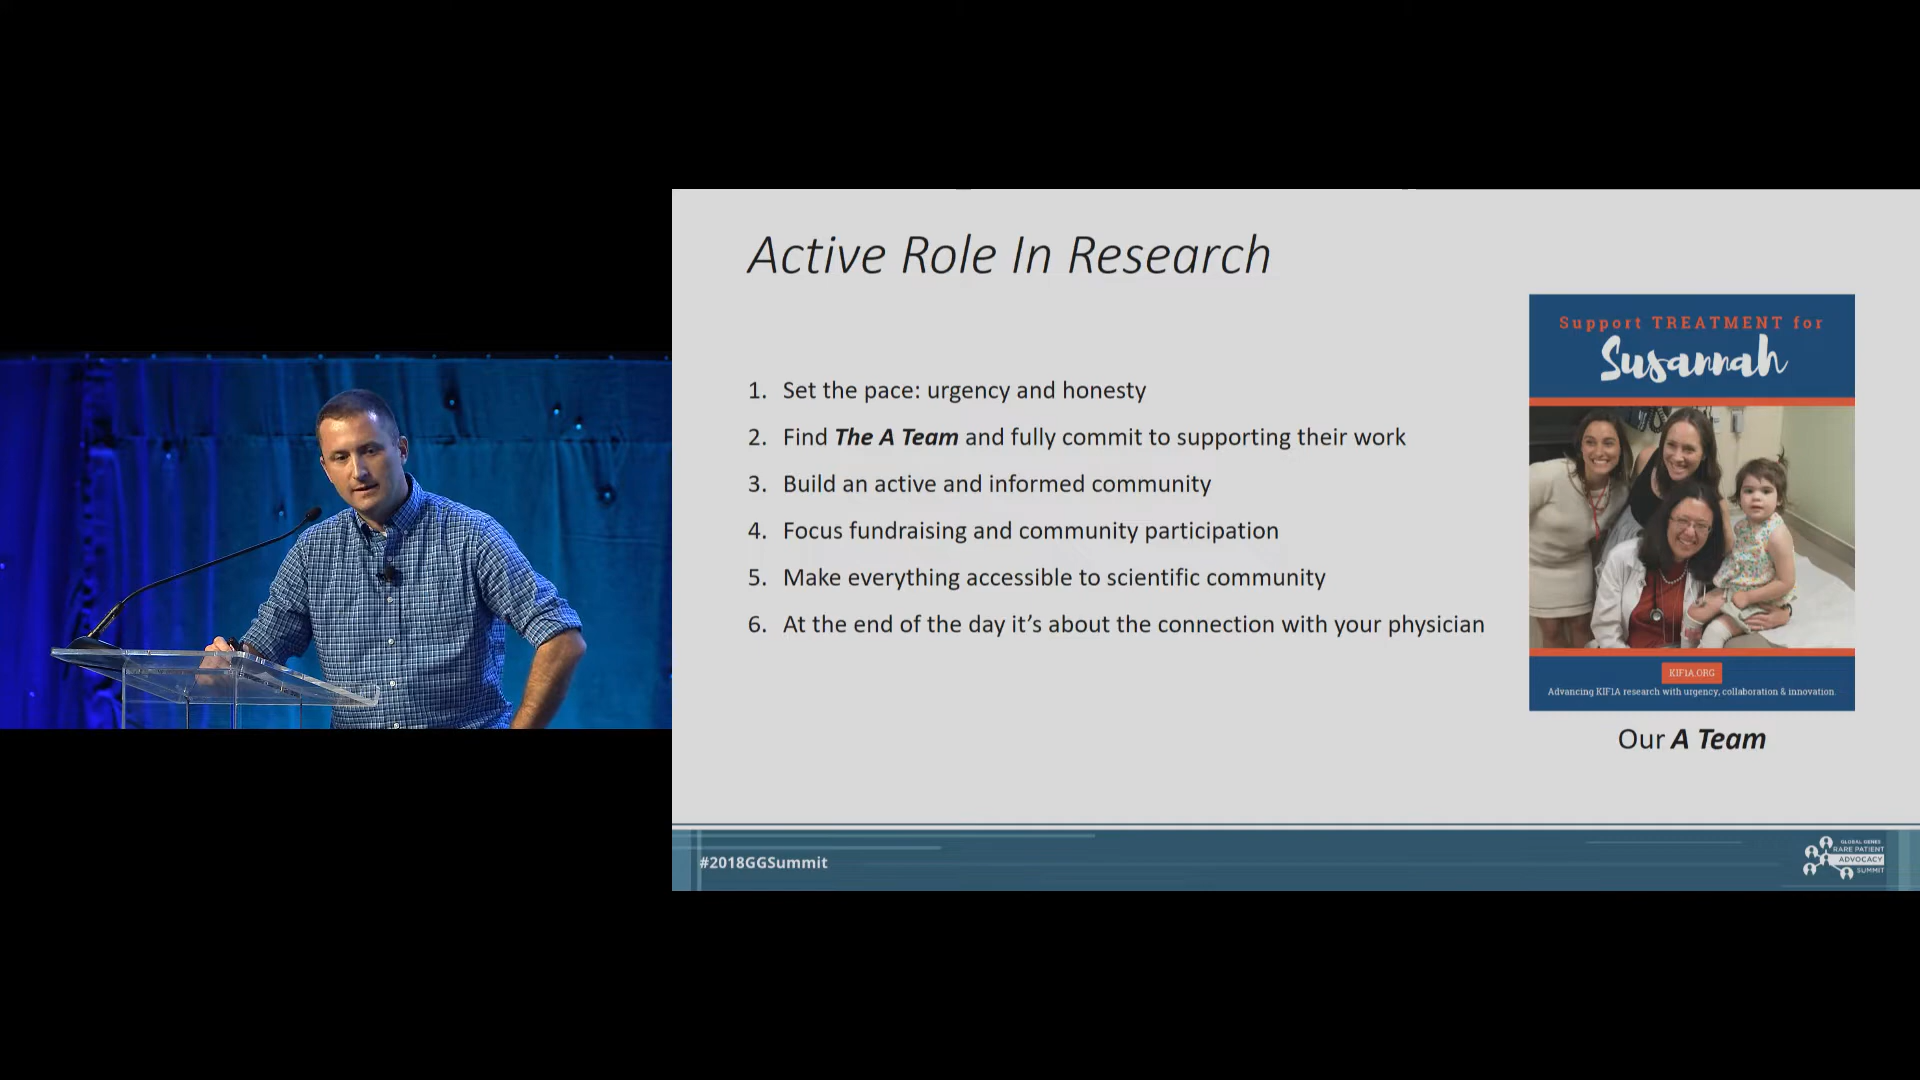 Active Role In Research
1. Set the pace: urgency and honesty
2. Find The A Team and fully commit to supporting their work
3. Build an active and informed community
4. Focus fundraising and community participation
5. Make everything accessible to scientific community
6. At the end of the day it’s about the connection with your physician
Support TREATMENT for
Susannah
KIF1A.ORG
Advancing KIF1A research with urgency, collaboration & innovation.
Our A Team
#2018GGSummit
GLOBAL GENES
RARE PATIENT
ADVOCACY
SUMMIT